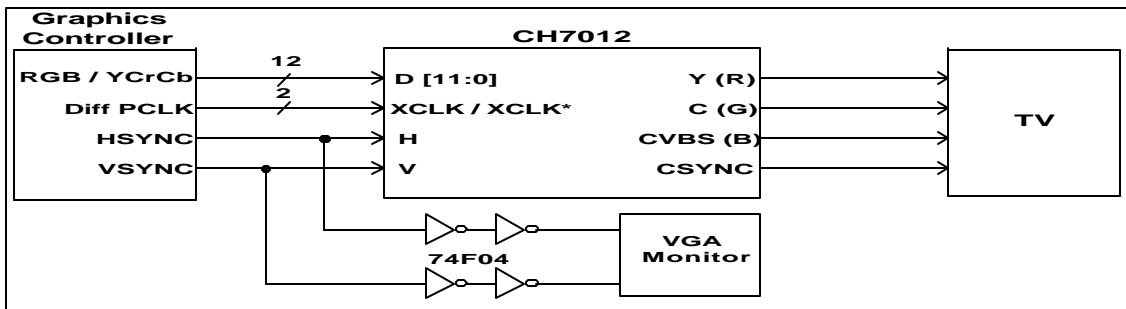 Graphics
Controller
CH7012
RGB / YCrCb
12
D [11:0]
Y (R)
Diff PCLK
2
XCLK / XCLK*
C (G)
TV
HSYNC
H
CVBS (B)
VSYNC
V
CSYNC
74F04
VGA
Monitor